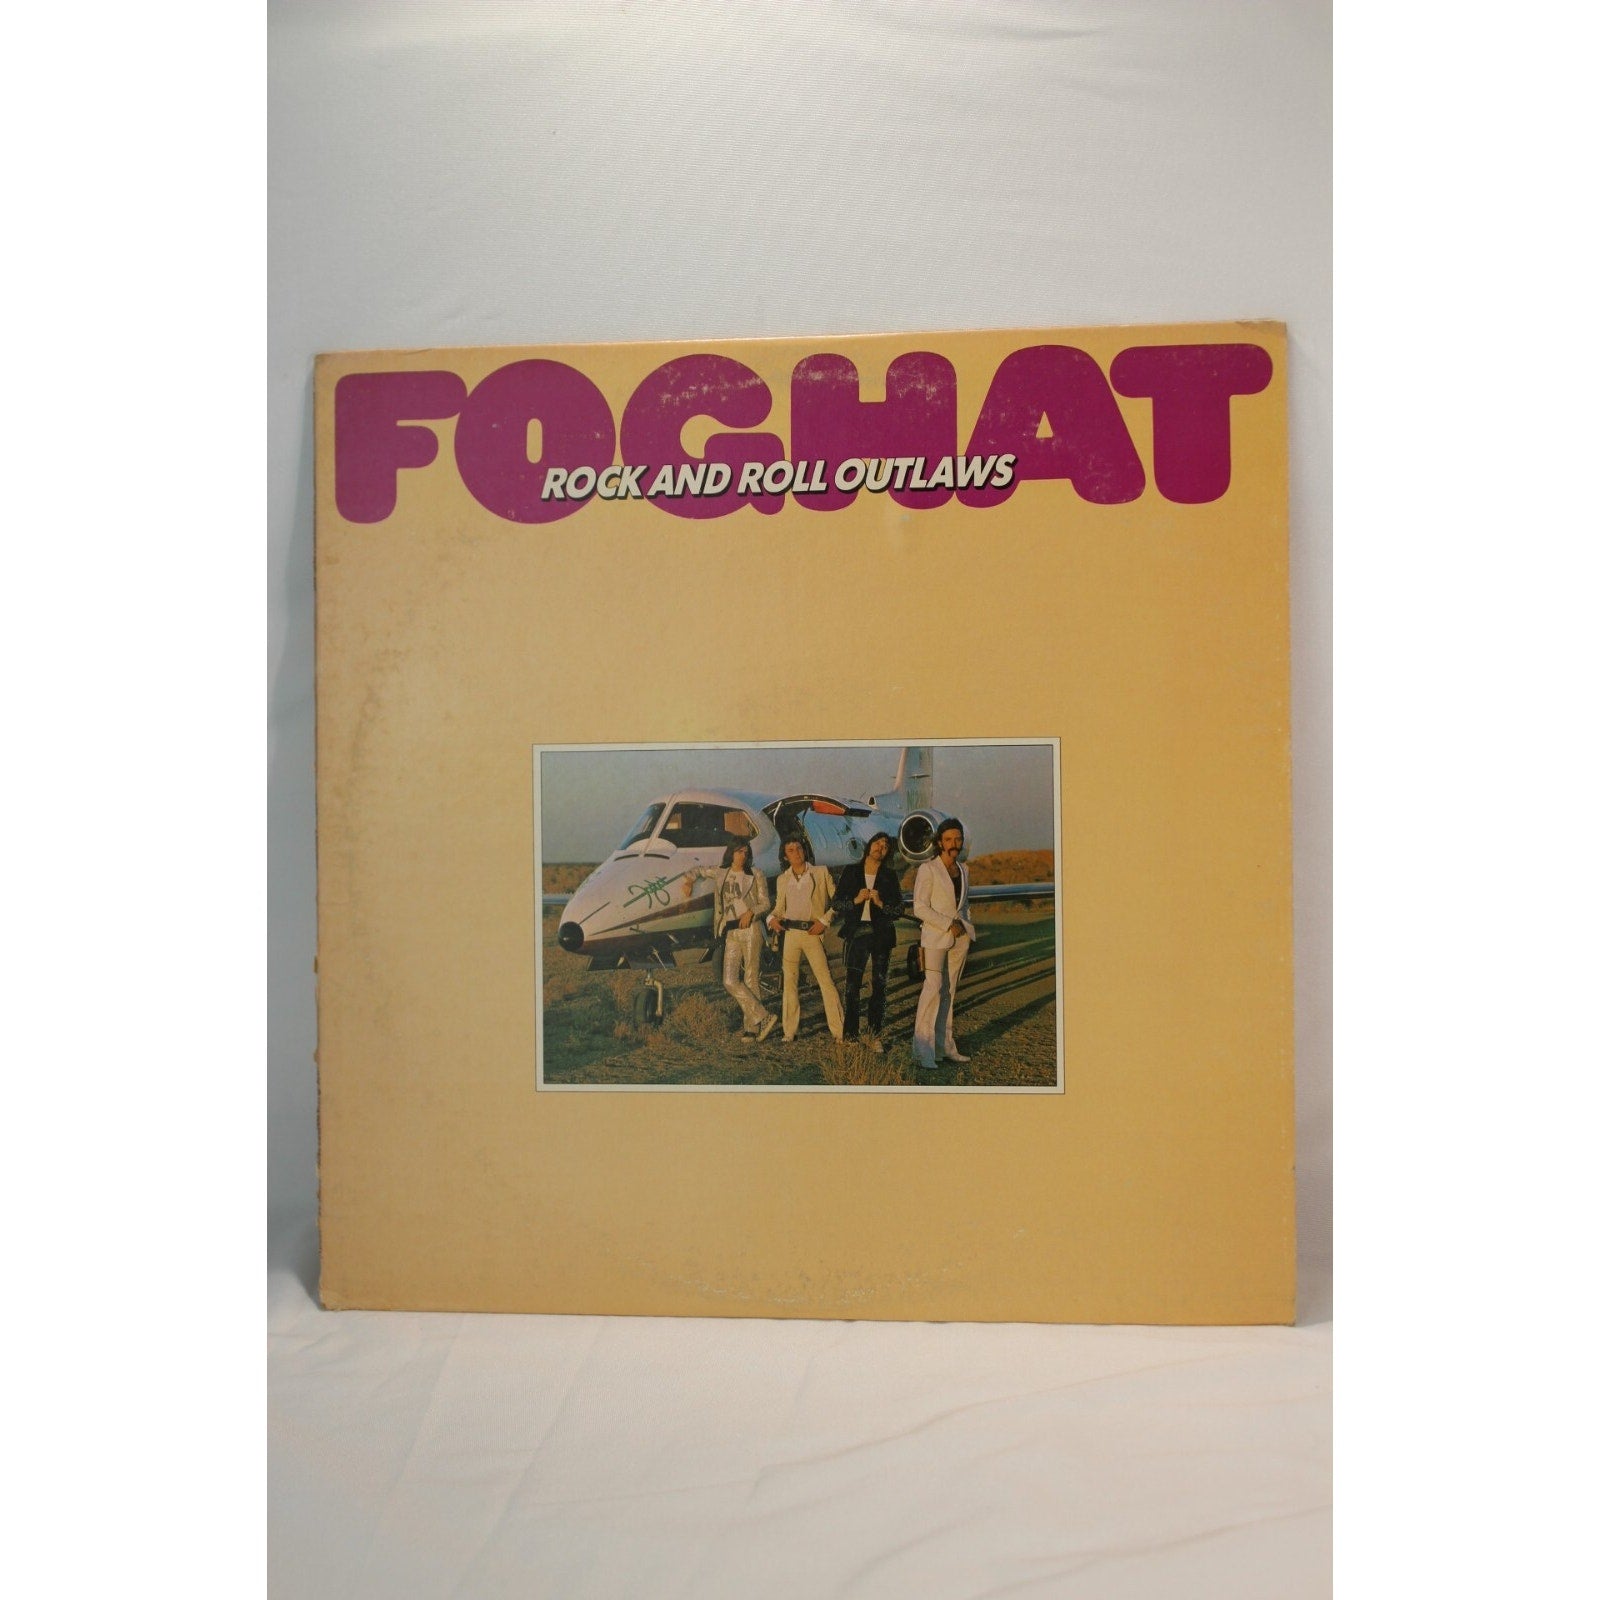 FOGHAT
ROCK AND ROLL OUTLAWS